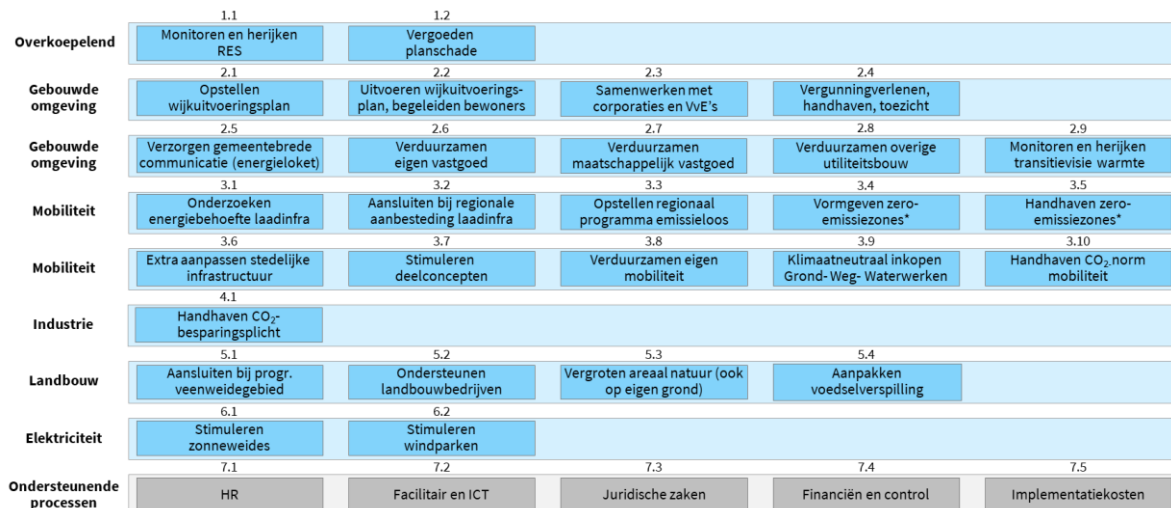 1.1 1.2
Overkoepelend
Monitoren en herijken
RES
Vergoeden
planschade
2.1 2.2 2.3 2.4
Gebouwde
omgeving
Opstellen
wijkuitvoeringsplan
Uitvoeren wijkuitvoerings-
plan, begeleiden bewoners
Samenwerken met
corporaties en VvE's
Vergunningverlenen,
handhaven, toezicht
2.5 2.6 2.7 2.8 2.9
Gebouwde
omgeving
Verzorgen gemeentebrede
communicatie (energieloket)
Verduurzamen
eigen vastgoed
Verduurzamen
maatschappelijk vastgoed
Verduurzamen overige
utiliteitsbouw
Monitoren en herijken
transitievisie warmte
3.1 3.2 3.3 3.4 3.5
Mobiliteit
Onderzoeken
energiebehoefte laadinfra
Aansluiten bij regionale
aanbesteding laadinfra
Opstellen regionaal
programma emissieloos
Vormgeven zero-
emissiezones*
Handhaven zero-
emissiezones*
3.6 3.7 3.8 3.9 3.10
Mobiliteit
Extra aanpassen stedelijke
infrastructuur
Stimuleren
deelconcepten
Verduurzamen eigen
mobiliteit
Klimaatneutraal inkopen
Grond- Weg- Waterwerken
Handhaven CO₂-norm
mobiliteit
4.1
Industrie
Handhaven CO₂-
besparingsplicht
5.1 5.2 5.3 5.4
Landbouw
Aansluiten bij progr.
veenweidegebied
Ondersteunen
landbouwbedrijven
Vergroten areaal natuur (ook
op eigen grond)
Aanpakken
voedselverspilling
6.1 6.2
Elektriciteit
Stimuleren
zonneweides
Stimuleren
windparken
7.1 7.2 7.3 7.4 7.5
Ondersteunende
processen
HR
Facilitair en ICT
Juridische zaken
Financiën en control
Implementatiekosten